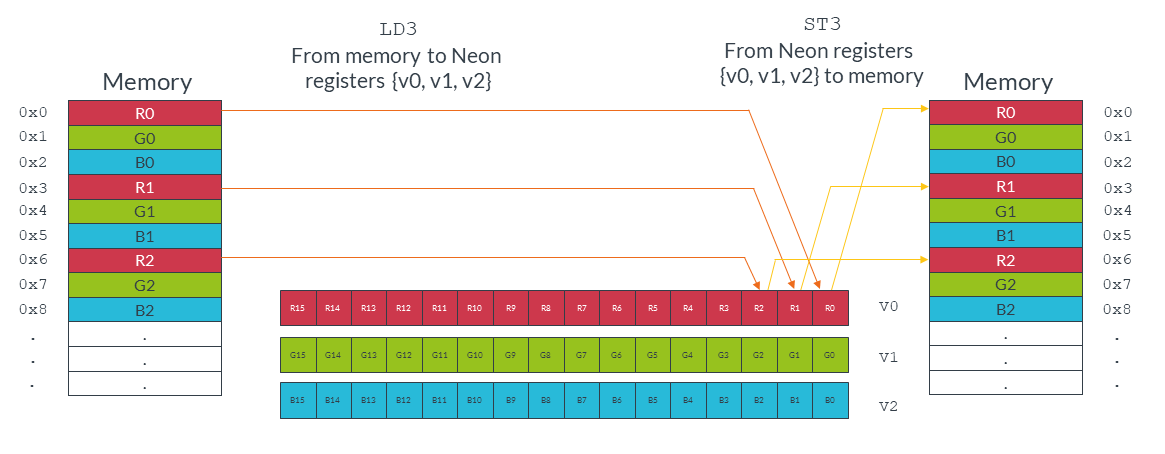 LD3
From memory to Neon
registers {v0, v1, v2}
ST3
From Neon registers
{v0, v1, v2} to memory
Memory
Memory
0x0 R0
0x1 G0
0x2 B0
0x3 R1
0x4 G1
0x5 B1
0x6 R2
0x7 G2
0x8 B2
. .
. .
. .
R0 0x0
G0 0x1
B0 0x2
R1 0x3
G1 0x4
B1 0x5
R2 0x6
G2 0x7
B2 0x8
. .
. .
. .
R15 R14 R13 R12 R11 R10 R9 R8 R7 R6 R5 R4 R3 R2 R1 R0 v0
G15 G14 G13 G12 G11 G10 G9 G8 G7 G6 G5 G4 G3 G2 G1 G0 v1
B15 B14 B13 B12 B11 B10 B9 B8 B7 B6 B5 B4 B3 B2 B1 B0 v2